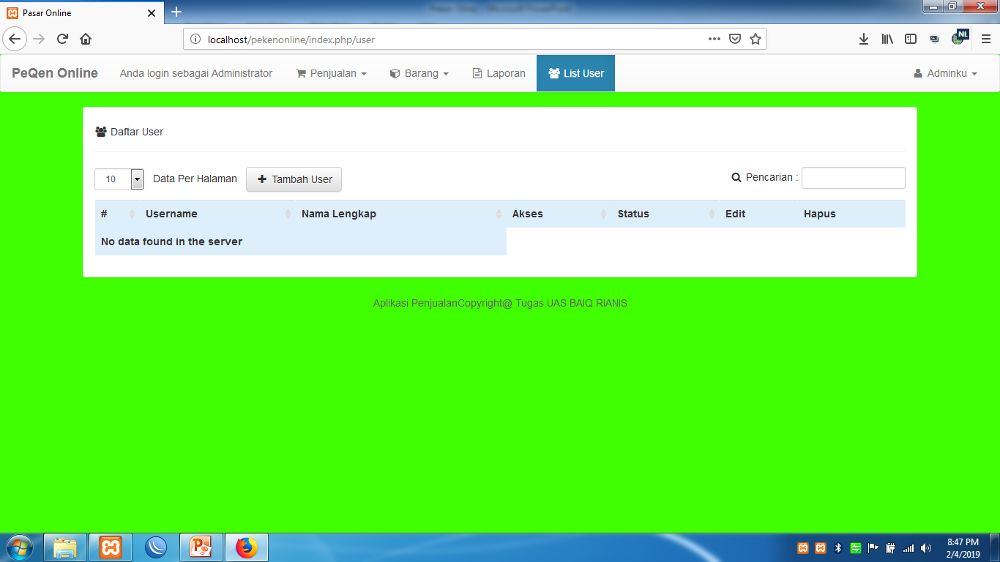 Pasar Online
localhost/pekenonline/index.php/user
NL
PeQen Online Anda login sebagai Administrator Penjualan Barang Laporan List User Adminku
Daftar User
10 Data Per Halaman Tambah User Pencarian :
# Username Nama Lengkap Akses Status Edit Hapus
No data found in the server
Aplikasi PenjualanCopyright@ Tugas UAS BAIQ RIANIS
8:47 PM
2/4/2019